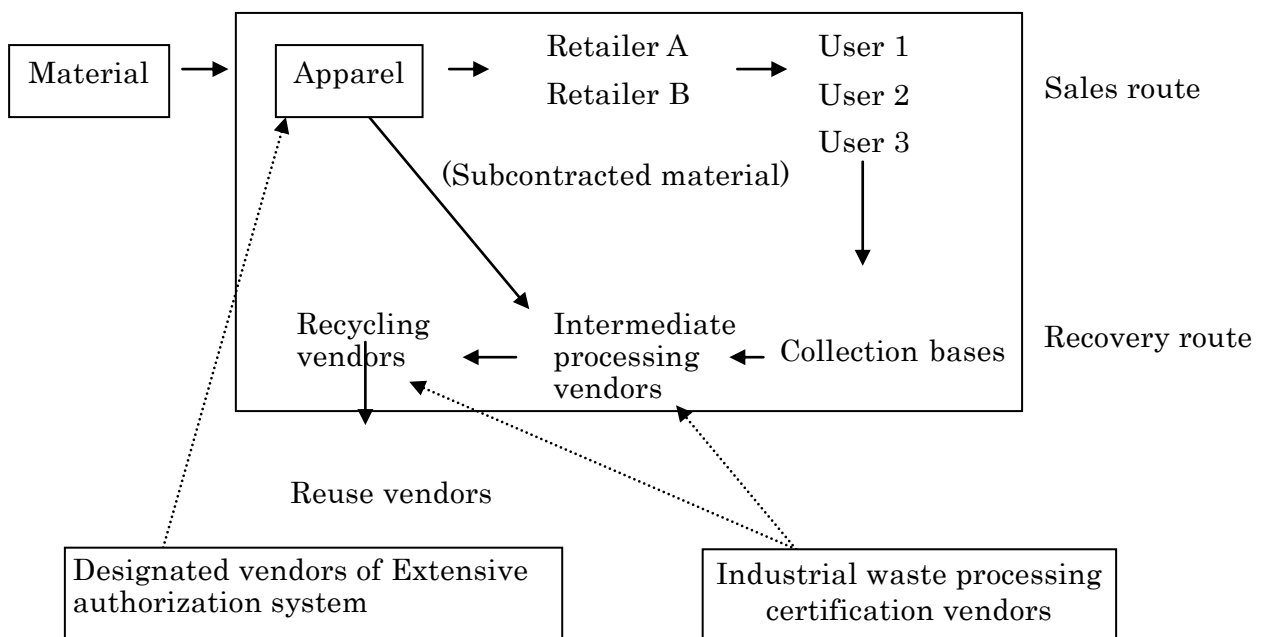 Material
Apparel
Retailer A
Retailer B
User 1
User 2
User 3
Sales route
(Subcontracted material)
Recycling
vendors
Intermediate
processing
vendors
Collection bases
Recovery route
Reuse vendors
Designated vendors of Extensive
authorization system
Industrial waste processing
certification vendors